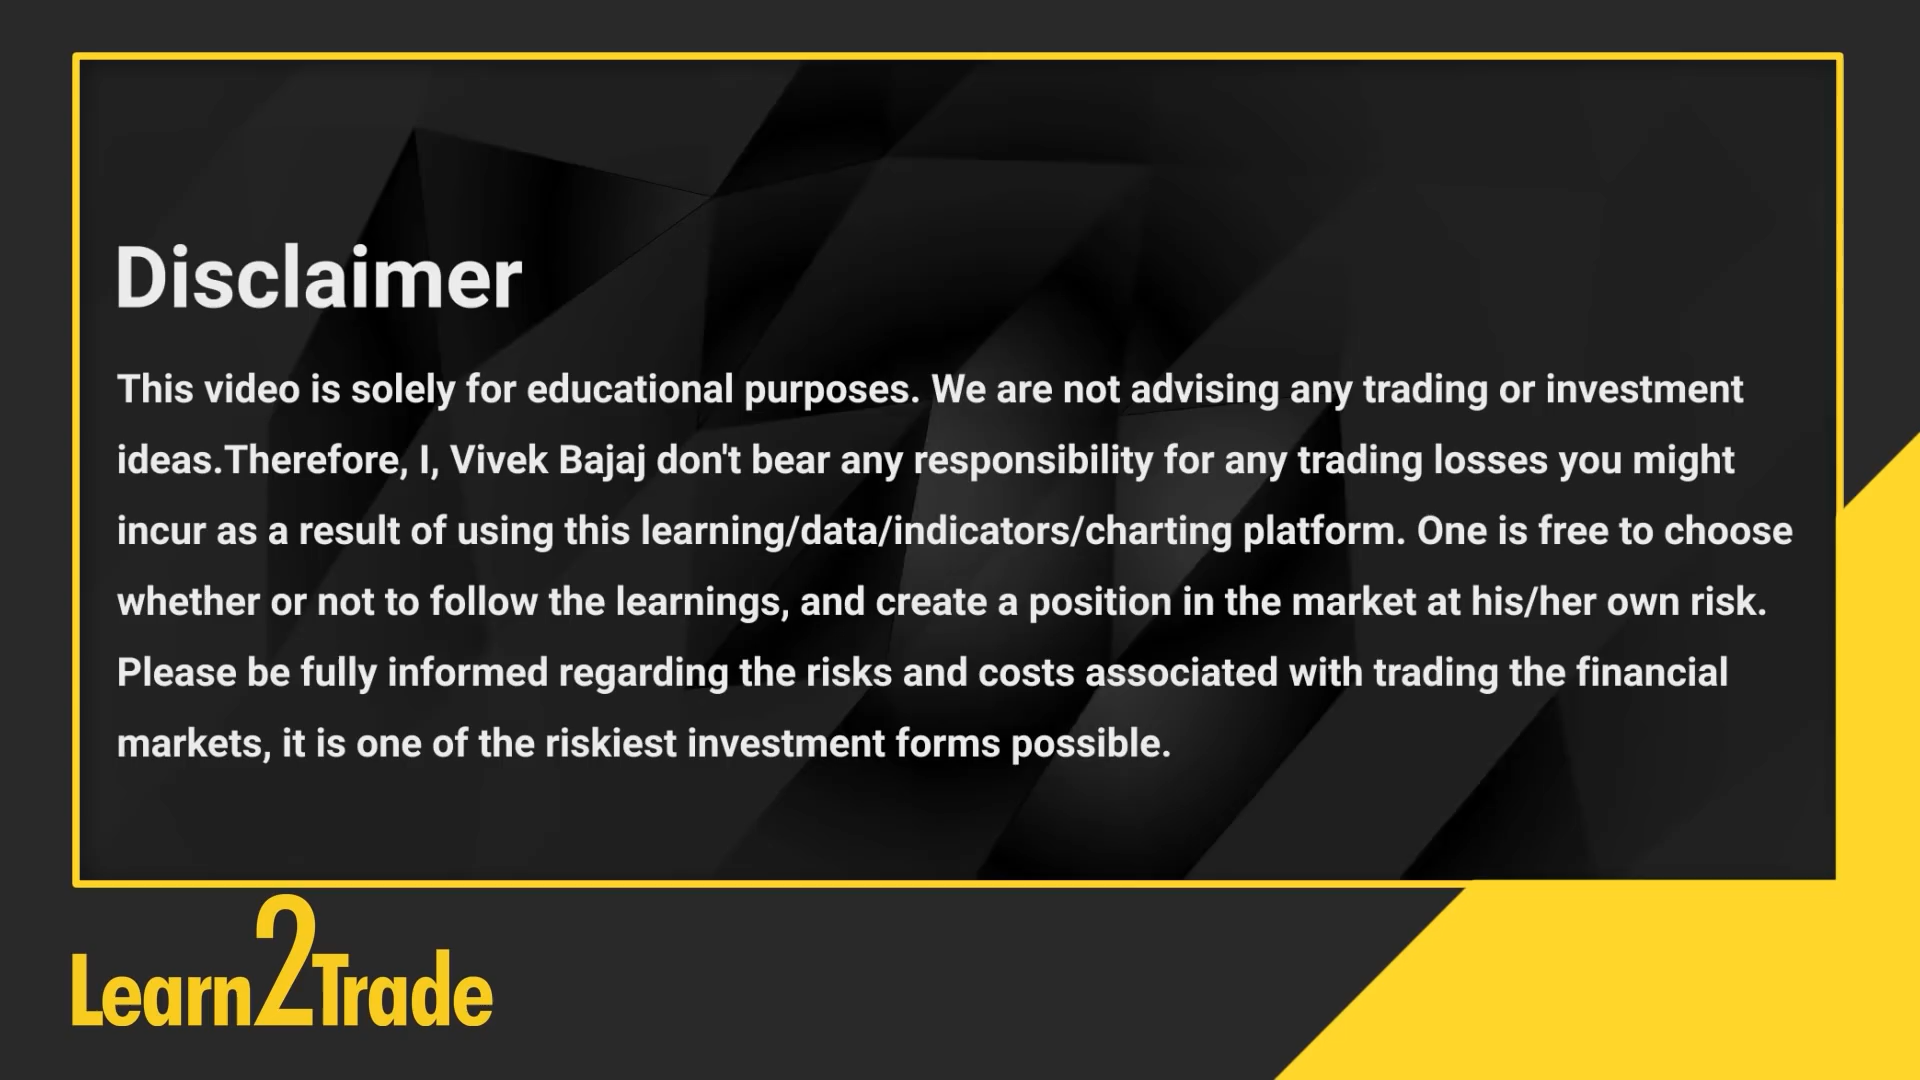 Disclaimer
This video is solely for educational purposes. We are not advising any trading or investment
ideas.Therefore, I, Vivek Bajaj don't bear any responsibility for any trading losses you might
incur as a result of using this learning/data/indicators/charting platform. One is free to choose
whether or not to follow the learnings, and create a position in the market at his/her own risk.
Please be fully informed regarding the risks and costs associated with trading the financial
markets, it is one of the riskiest investment forms possible.
Learn2Trade